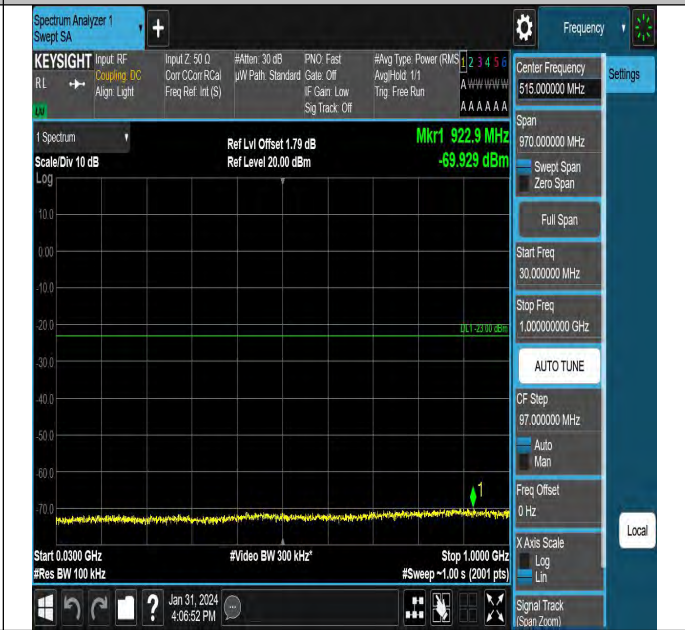 Spectrum Analyzer 1
Swept SA
+
Frequency
KEYSIGHT
RL
Input: RF
Coupling: DC
Align: Light
Input Z: 50 Ω
Corr CCorr RCal
Freq Ref: Int (S)
#Atten: 30 dB
µW Path: Standard
PNO: Fast
Gate: Off
IF Gain: Low
Sig Track: Off
#Avg Type: Power (RMS
Avg|Hold: 1/1
Trig: Free Run
1 2 3 4 5 6
A W W W W W
A A A A A A
1 Spectrum
Scale/Div 10 dB
Log
Ref Lvl Offset 1.79 dB
Ref Level 20.00 dBm
Mkr1 922.9 MHz
-69.929 dBm
10.0
0.00
-10.0
-20.0
DL1 -23.00 dBm
-30.0
-40.0
-50.0
-60.0
1
-70.0
Start 0.0300 GHz
#Res BW 100 kHz
#Video BW 300 kHz*
Stop 1.0000 GHz
#Sweep ~1.00 s (2001 pts)
?
Jan 31, 2024
4:06:52 PM
Center Frequency
515.000000 MHz
Settings
Span
970.000000 MHz
Swept Span
Zero Span
Full Span
Start Freq
30.000000 MHz
Stop Freq
1.000000000 GHz
AUTO TUNE
CF Step
97.000000 MHz
Auto
Man
Freq Offset
0 Hz
X Axis Scale
Log
Lin
Local
Signal Track
(Span Zoom)